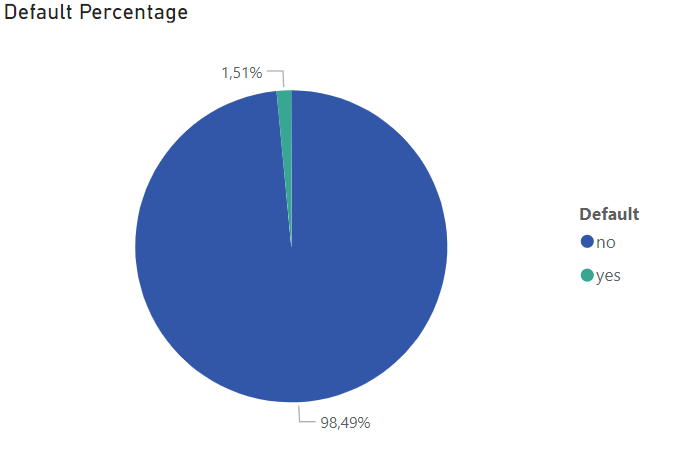 Default Percentage
1,51%
Default
no
yes
98,49%